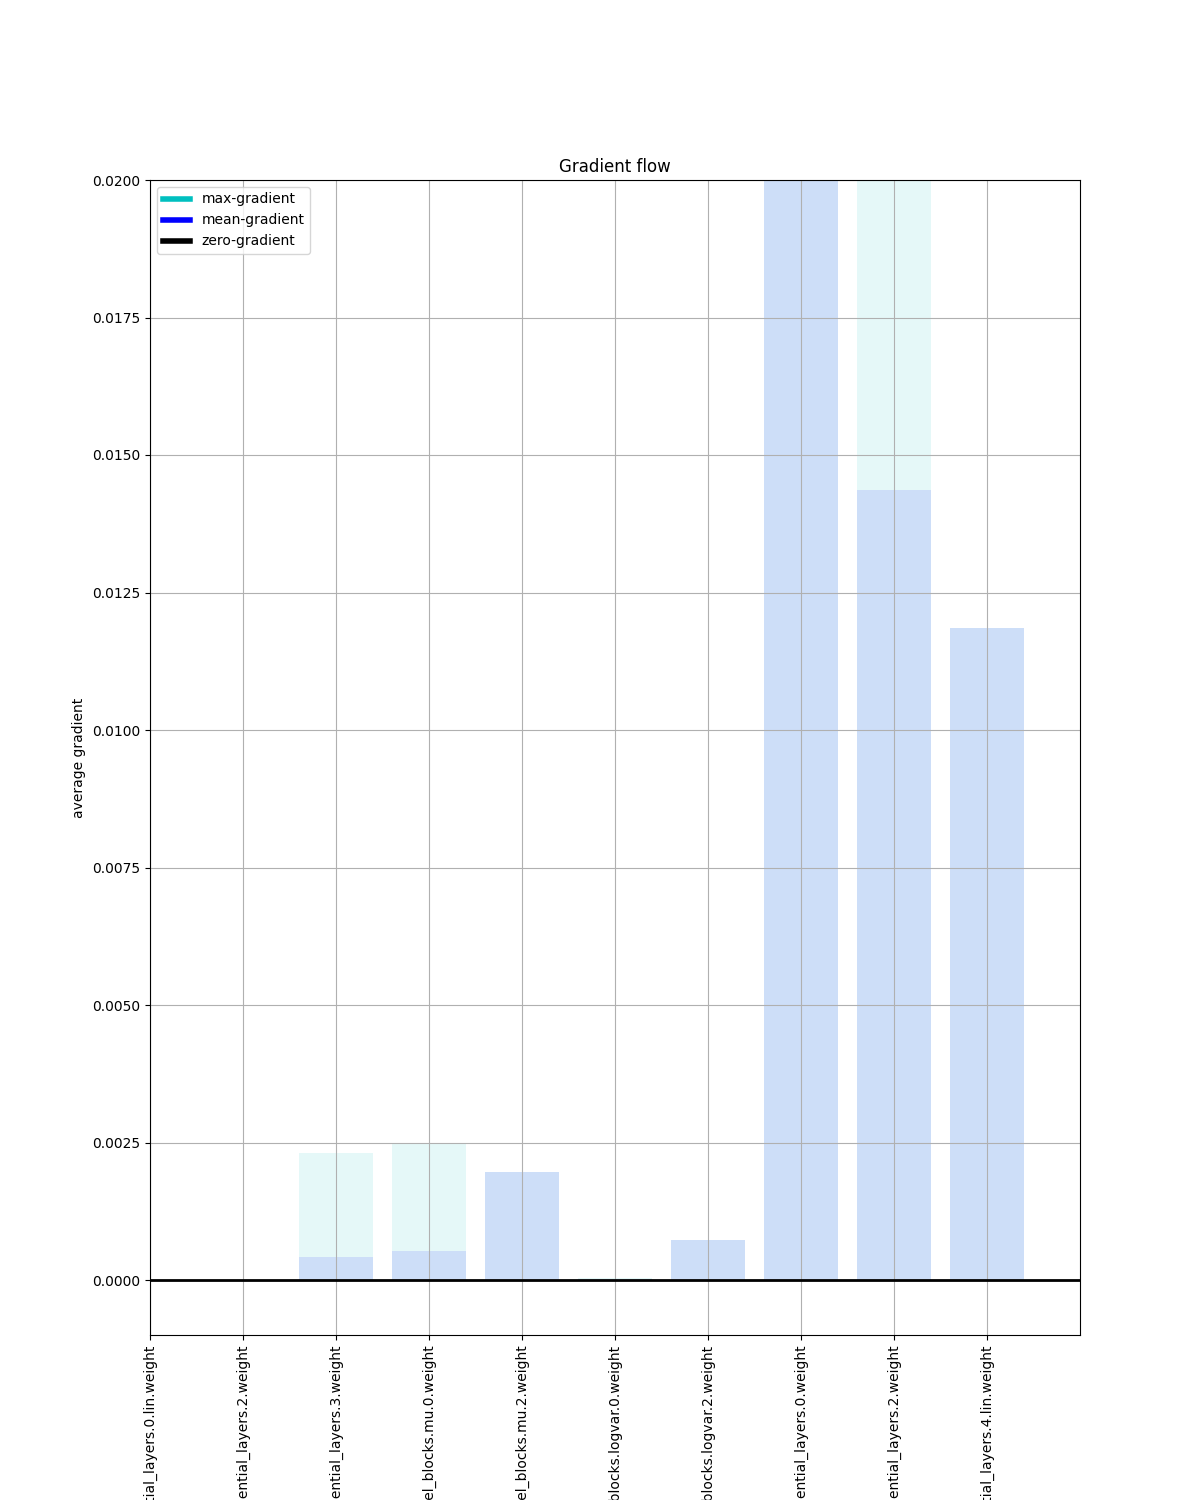 Gradient flow
max-gradient
mean-gradient
zero-gradient
0.0200
0.0175
0.0150
0.0125
0.0100
0.0075
0.0050
0.0025
0.0000
average gradient
tial_layers.0.lin.weight
ential_layers.2.weight
ential_layers.3.weight
el_blocks.mu.0.weight
el_blocks.mu.2.weight
blocks.logvar.0.weight
blocks.logvar.2.weight
ential_layers.0.weight
ential_layers.2.weight
tial_layers.4.lin.weight